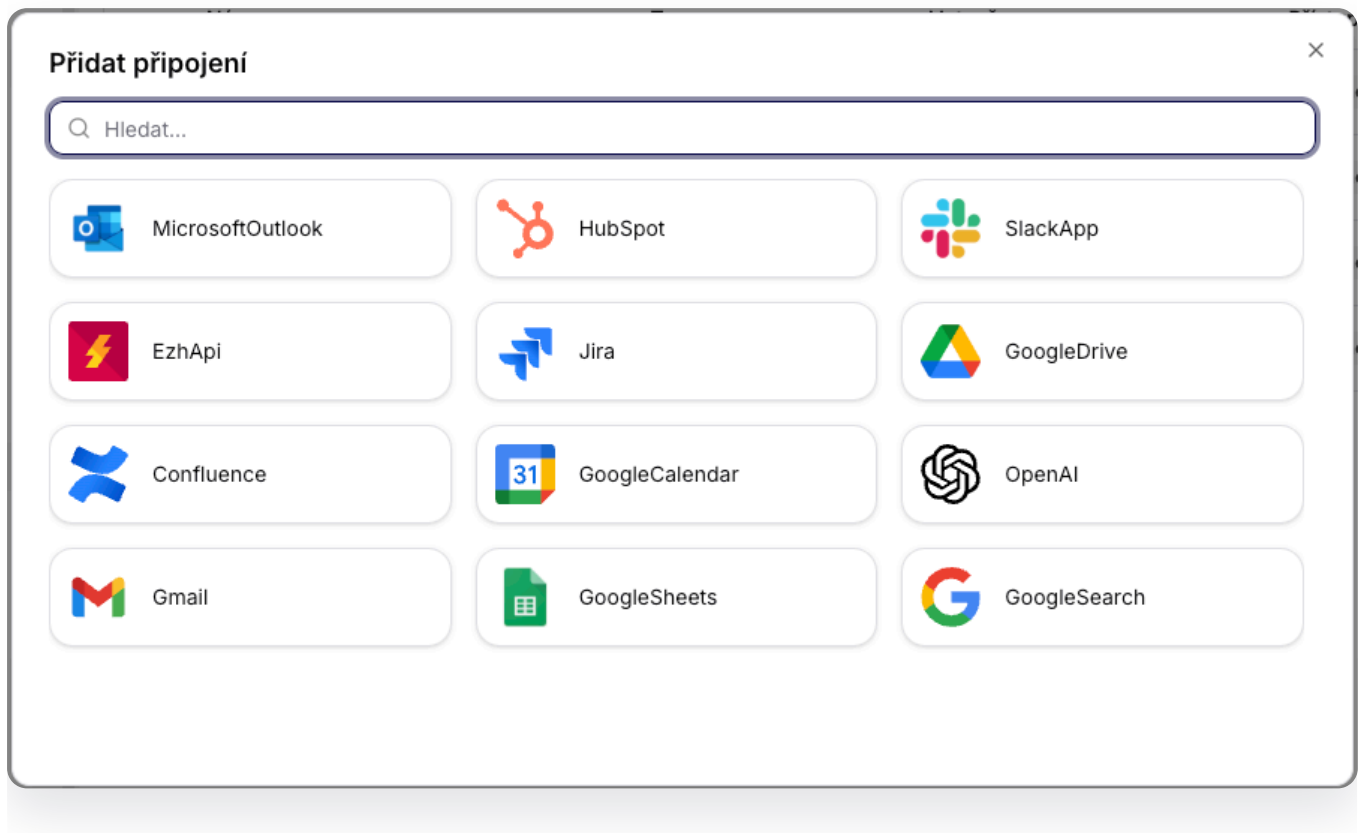 Přidat připojení
Hledat...
MicrosoftOutlook
HubSpot
SlackApp
EzhApi
Jira
GoogleDrive
Confluence
31
GoogleCalendar
OpenAI
Gmail
GoogleSheets
GoogleSearch